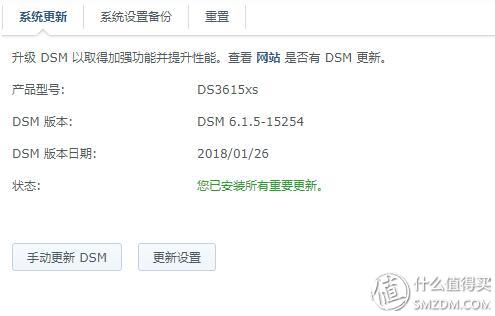 系统更新 系统设置备份 重置
升级 DSM 以取得加强功能并提升性能。查看 网站 是否有 DSM 更新。
产品型号: DS3615xs
DSM 版本: DSM 6.1.5-15254
DSM 版本日期: 2018/01/26
状态: 您已安装所有重要更新。
手动更新 DSM 更新设置
值 什么值得买
SMZDM.COM